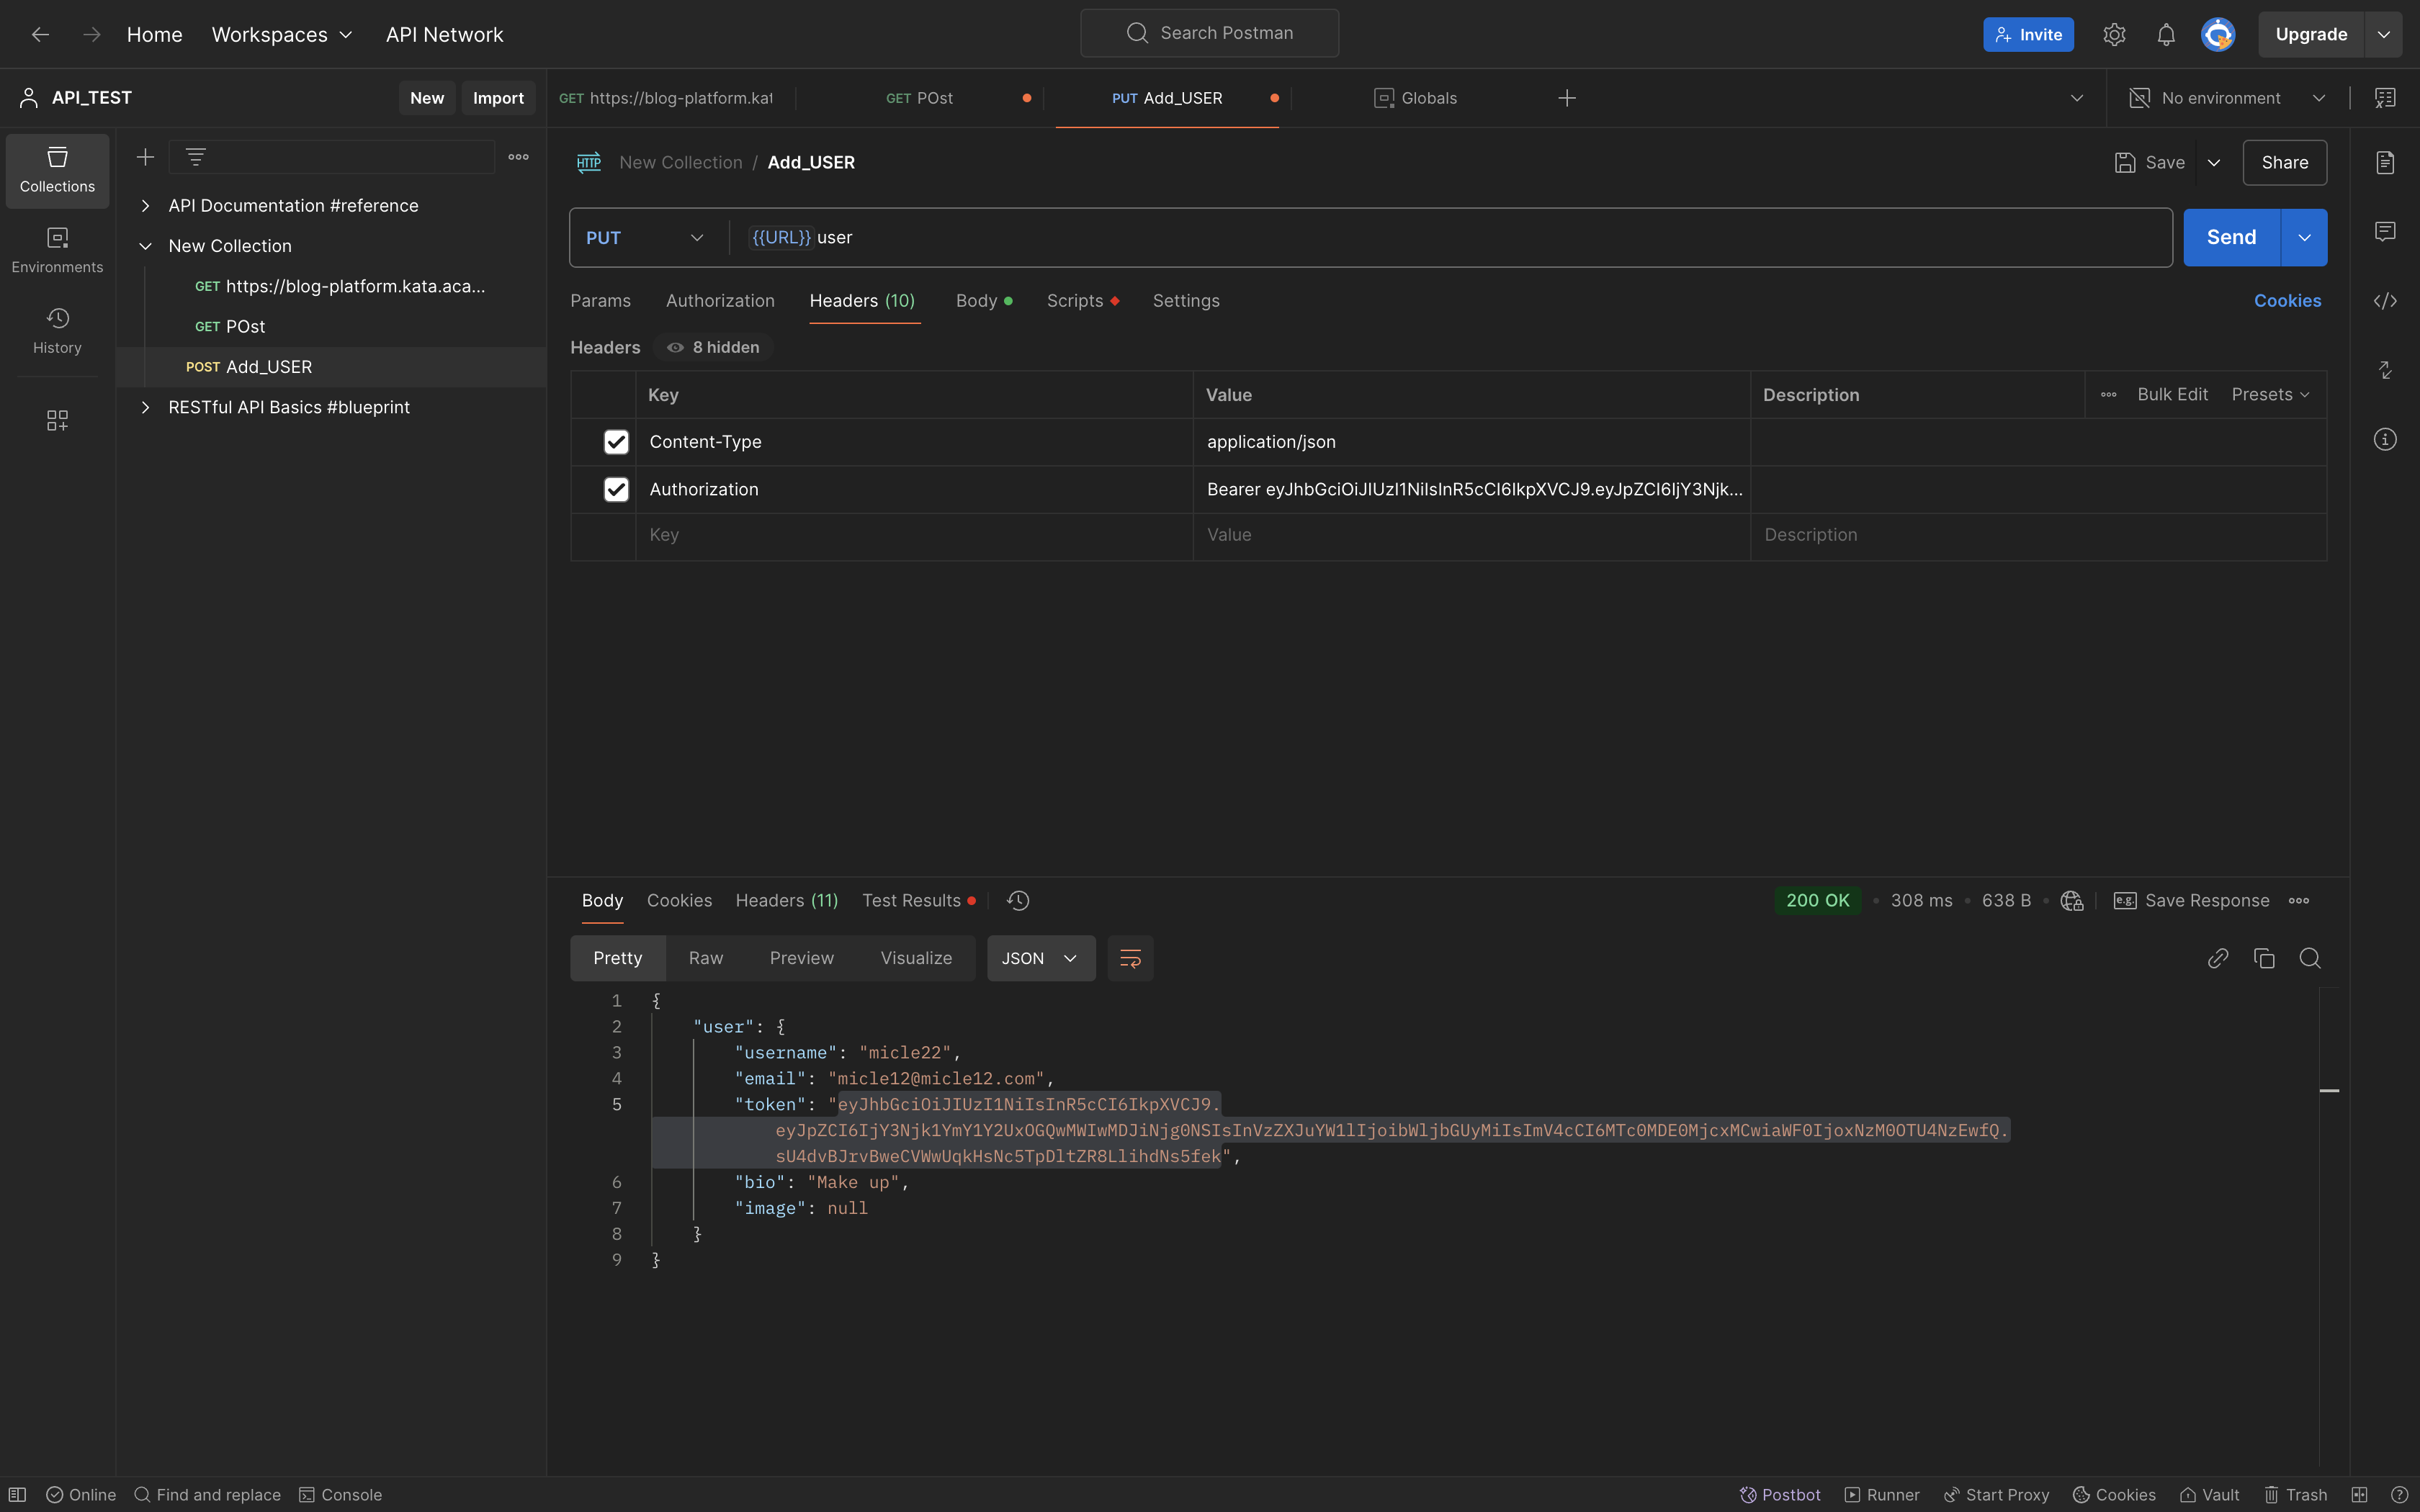 Home Workspaces API Network Search Postman Invite Upgrade
API_TEST New Import GET https://blog-platform.kat GET POst PUT Add_USER Globals No environment
Collections
Environments
History
API Documentation #reference
New Collection
GET https://blog-platform.kata.aca...
GET POst
POST Add_USER
RESTful API Basics #blueprint
HTTP New Collection / Add_USER Save Share
PUT {{URL}} user Send
Params Authorization Headers (10) Body Scripts Settings Cookies
Headers 8 hidden
Key Value Description Bulk Edit Presets
Content-Type application/json
Authorization Bearer eyJhbGciOiJIUzI1NiIsInR5cCI6IkpXVCJ9.eyJpZCI6IjY3Njk...
Key Value Description
Body Cookies Headers (11) Test Results 200 OK 308 ms 638 B e.g. Save Response
Pretty Raw Preview Visualize JSON
1 {
2 "user": {
3 "username": "micle22",
4 "email": "micle12@micle12.com",
5 "token": "eyJhbGciOiJIUzI1NiIsInR5cCI6IkpXVCJ9.
eyJpZCI6IjY3Njk1YmY1Y2UxOGQwMWIwMDJiNjg0NSIsInVzZXJuYW1lIjoibWljbGUyMiIsImV4cCI6MTc0MDE0MjcxMCwiaWF0IjoxNzM0OTU4NzEwfQ.
sU4dvBJrvBweCVWwUqkHsNc5TpDltZR8LlihdNs5fek",
6 "bio": "Make up",
7 "image": null
8 }
9 }
Online Find and replace Console Postbot Runner Start Proxy Cookies Vault Trash